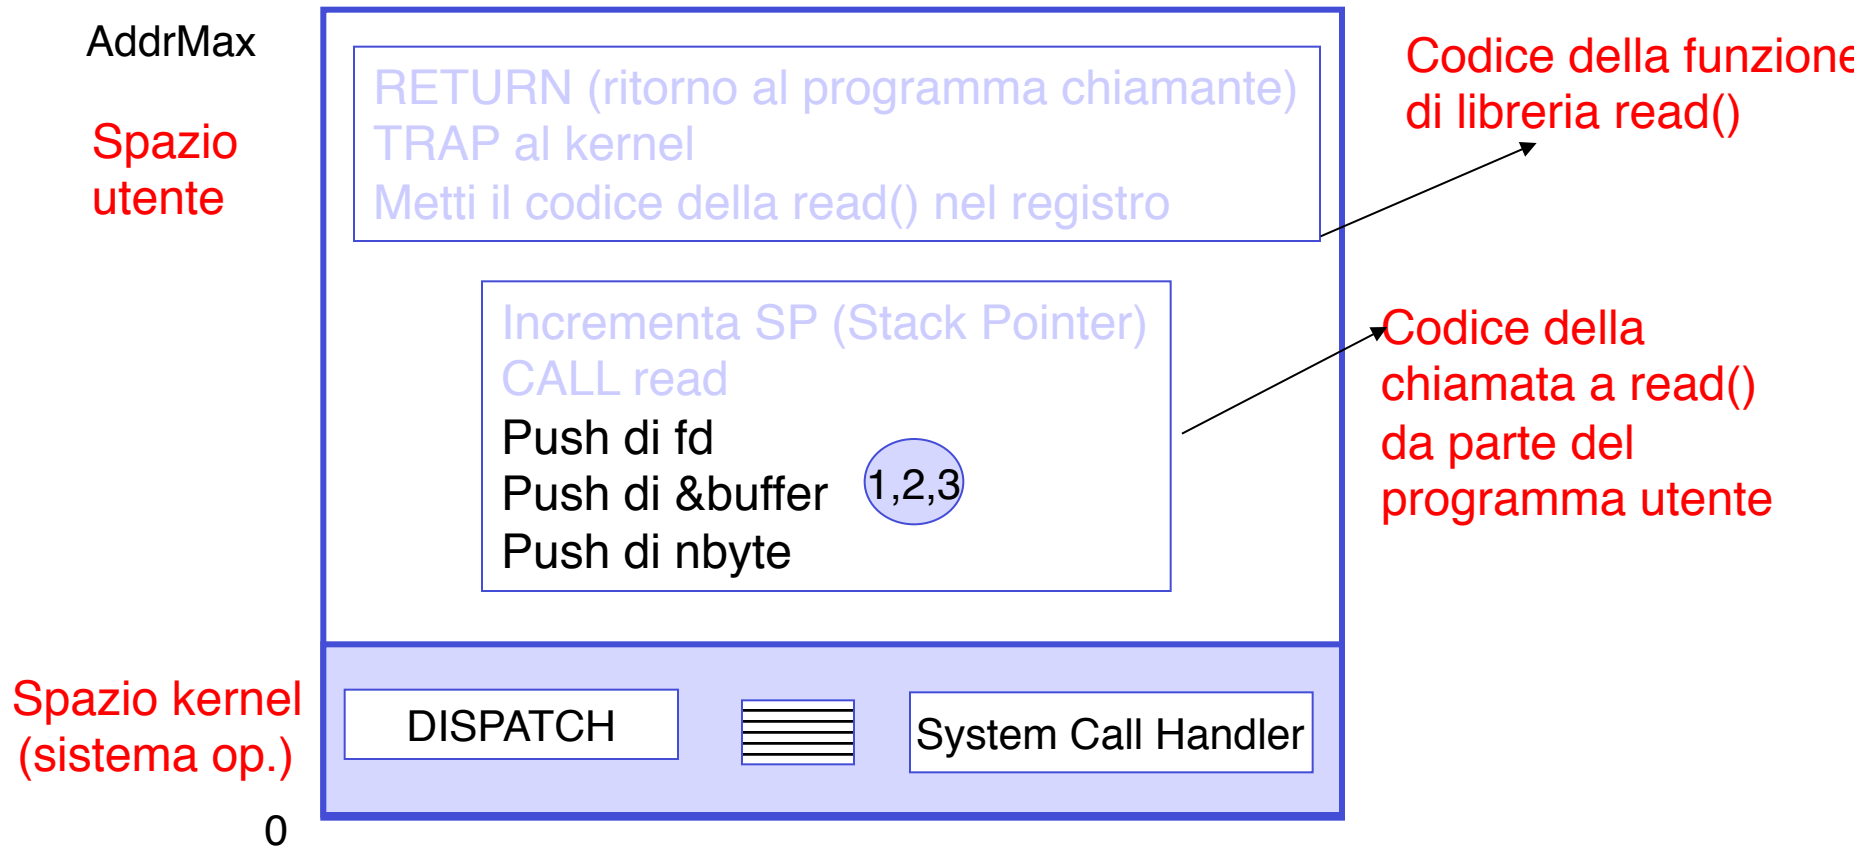 AddrMax
Spazio
utente
RETURN (ritorno al programma chiamante)
TRAP al kernel
Metti il codice della read() nel registro
Codice della funzione
di libreria read()
Incrementa SP (Stack Pointer)
CALL read
Push di fd
Push di &buffer
1,2,3
Push di nbyte
Codice della
chiamata a read()
da parte del
programma utente
Spazio kernel
(sistema op.)
DISPATCH
System Call Handler
0